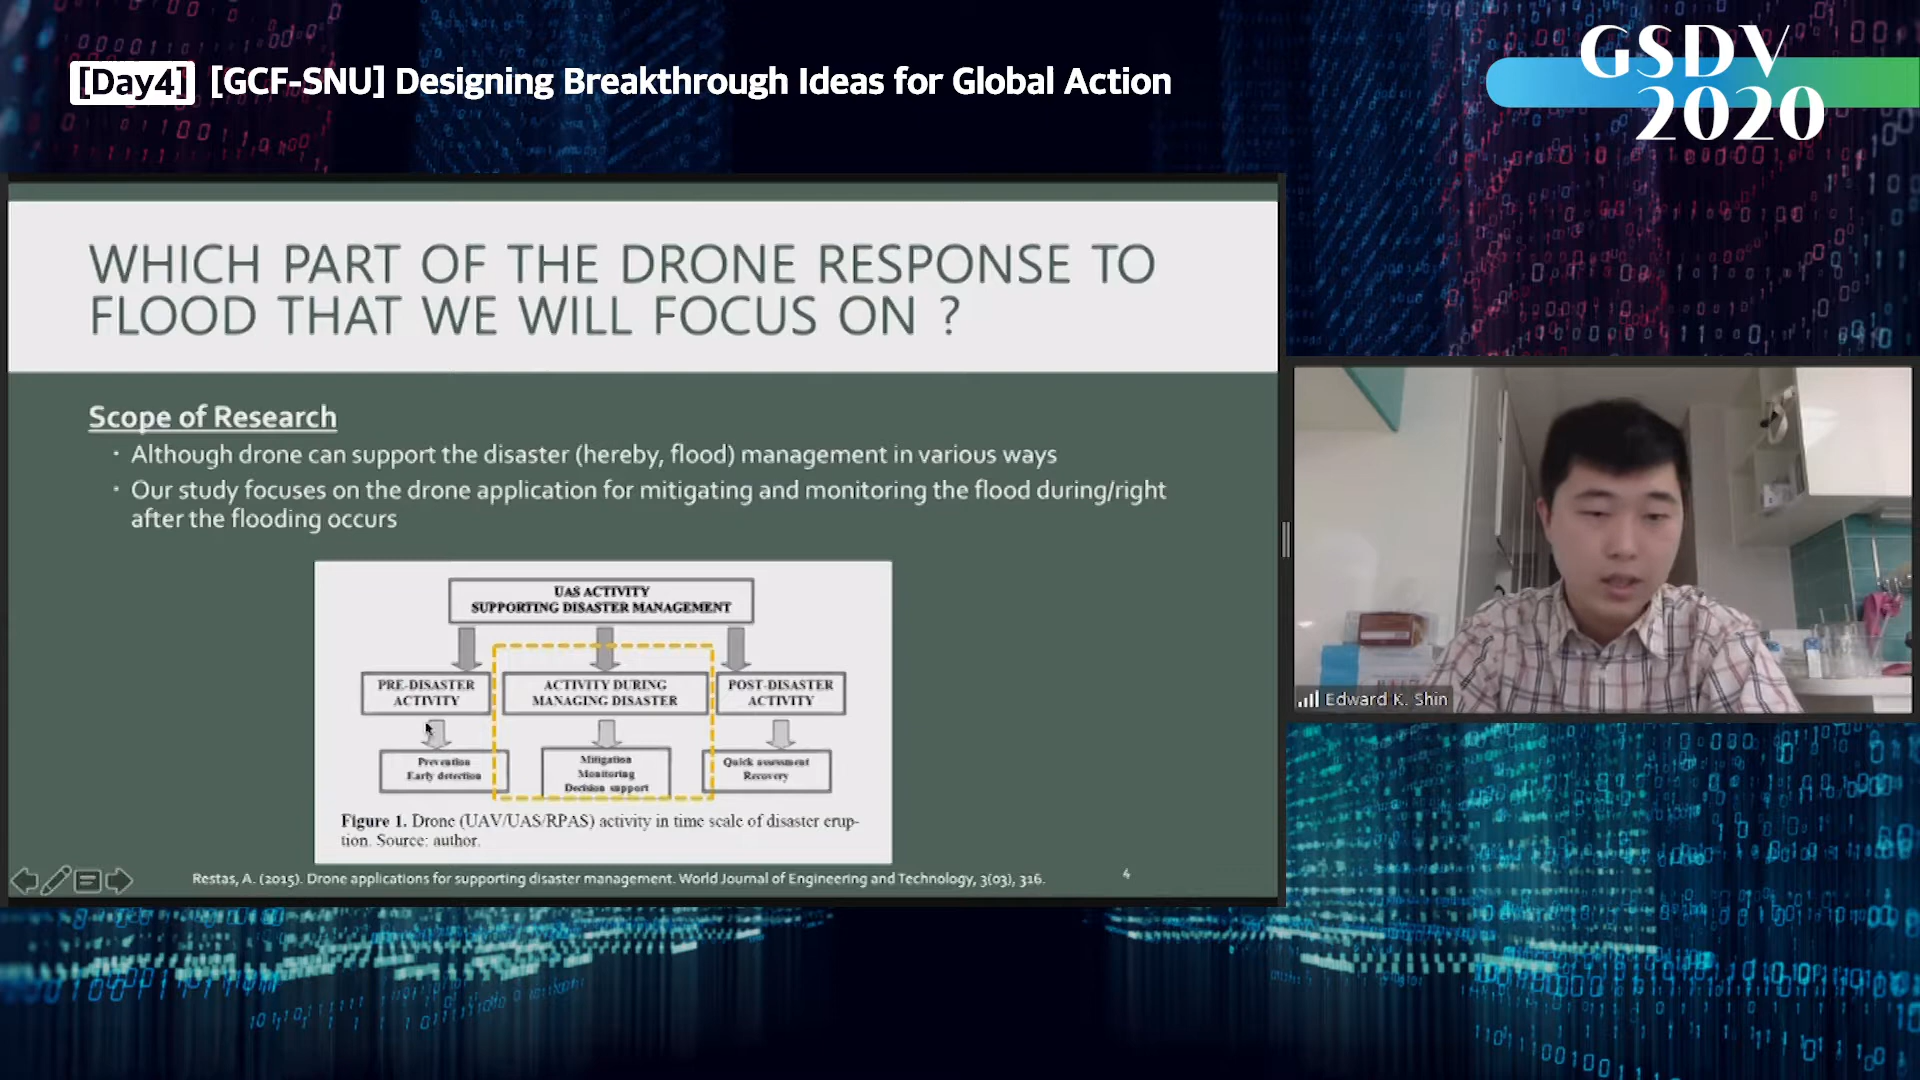 [Day4] [GCF-SNU] Designing Breakthrough Ideas for Global Action
GSDV
2020
WHICH PART OF THE DRONE RESPONSE TO
FLOOD THAT WE WILL FOCUS ON ?
Scope of Research
· Although drone can support the disaster (hereby, flood) management in various ways
· Our study focuses on the drone application for mitigating and monitoring the flood during/right
after the flooding occurs
UAS ACTIVITY
SUPPORTING DISASTER MANAGEMENT
PRE-DISASTER
ACTIVITY
ACTIVITY DURING
MANAGING DISASTER
POST-DISASTER
ACTIVITY
Prevention
Early detection
Mitigation
Monitoring
Decision support
Quick assessment
Recovery
Figure 1. Drone (UAV/UAS/RPAS) activity in time scale of disaster erup-
tion. Source: author.
Restas, A. (2015). Drone applications for supporting disaster management. World Journal of Engineering and Technology, 3(03), 316.
4
Edward K. Shin